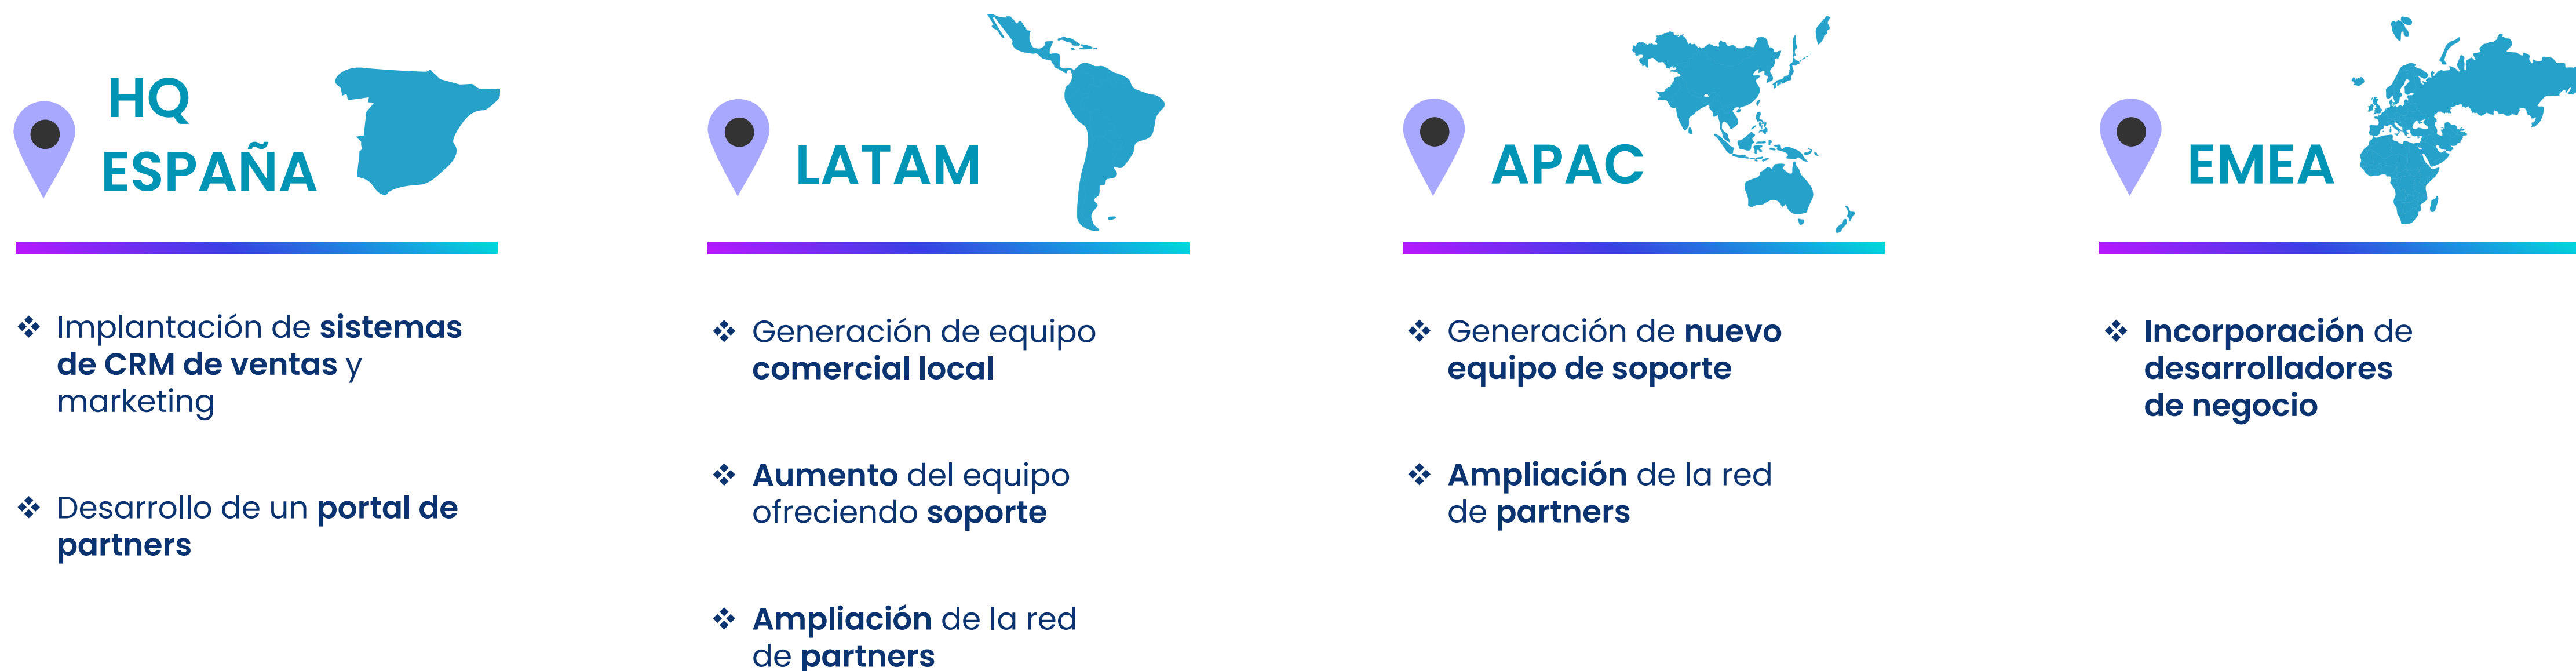 HQ
ESPAÑA
❖ Implantación de sistemas
de CRM de ventas y
marketing
❖ Desarrollo de un portal de
partners
LATAM
❖ Generación de equipo
comercial local
❖ Aumento del equipo
ofreciendo soporte
❖ Ampliación de la red
de partners
APAC
❖ Generación de nuevo
equipo de soporte
❖ Ampliación de la red
de partners
EMEA
❖ Incorporación de
desarrolladores
de negocio